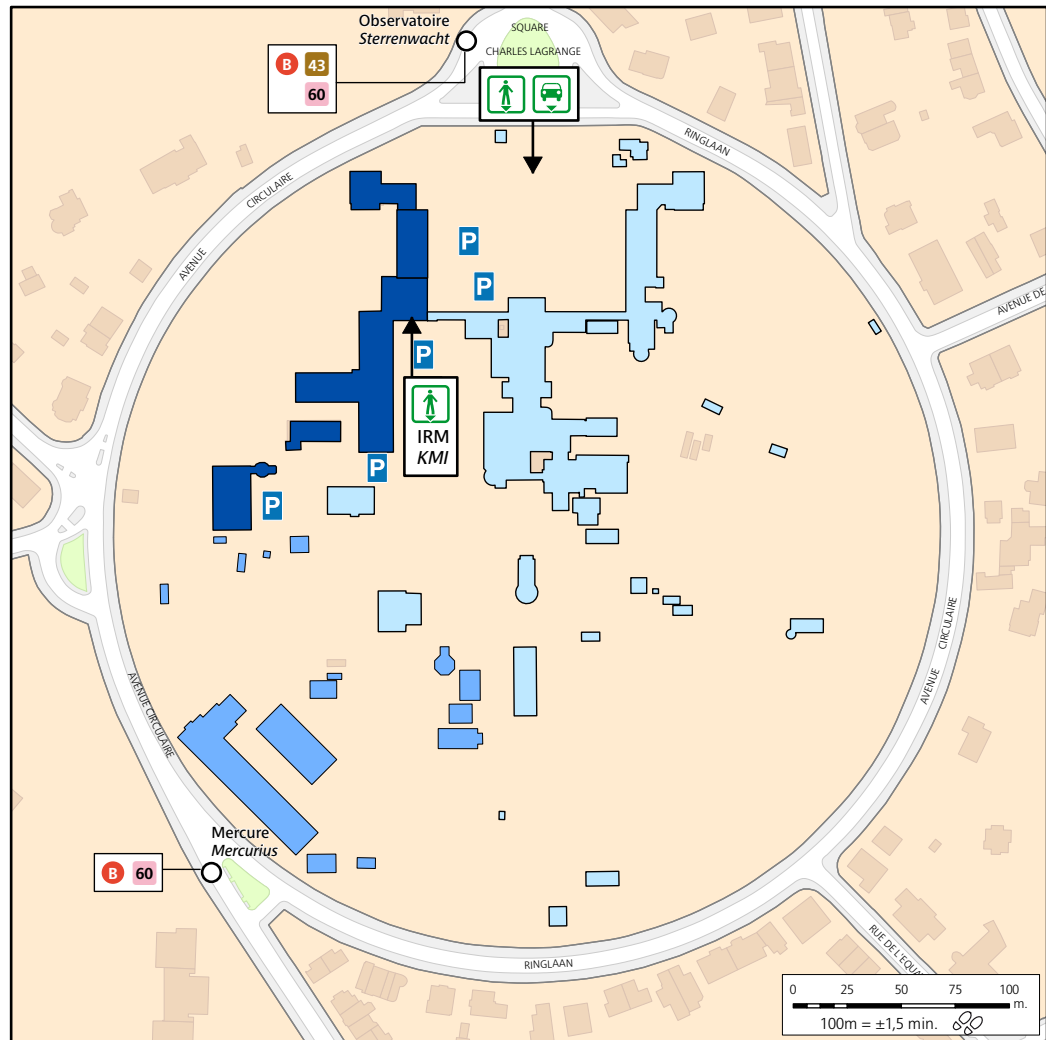 Observatoire
Sterrenwacht
B 43
60
SQUARE
CHARLES LAGRANGE
RINGLAAN
AVENUE CIRCULAIRE
P
P
P
IRM
KMI
P
P
AVENUE DE
AVENUE CIRCULAIRE
AVENUE CIRCULAIRE
Mercure
Mercurius
B 60
RINGLAAN
RUE DE L'EQUA
0 25 50 75 100
m.
100m = ±1,5 min.